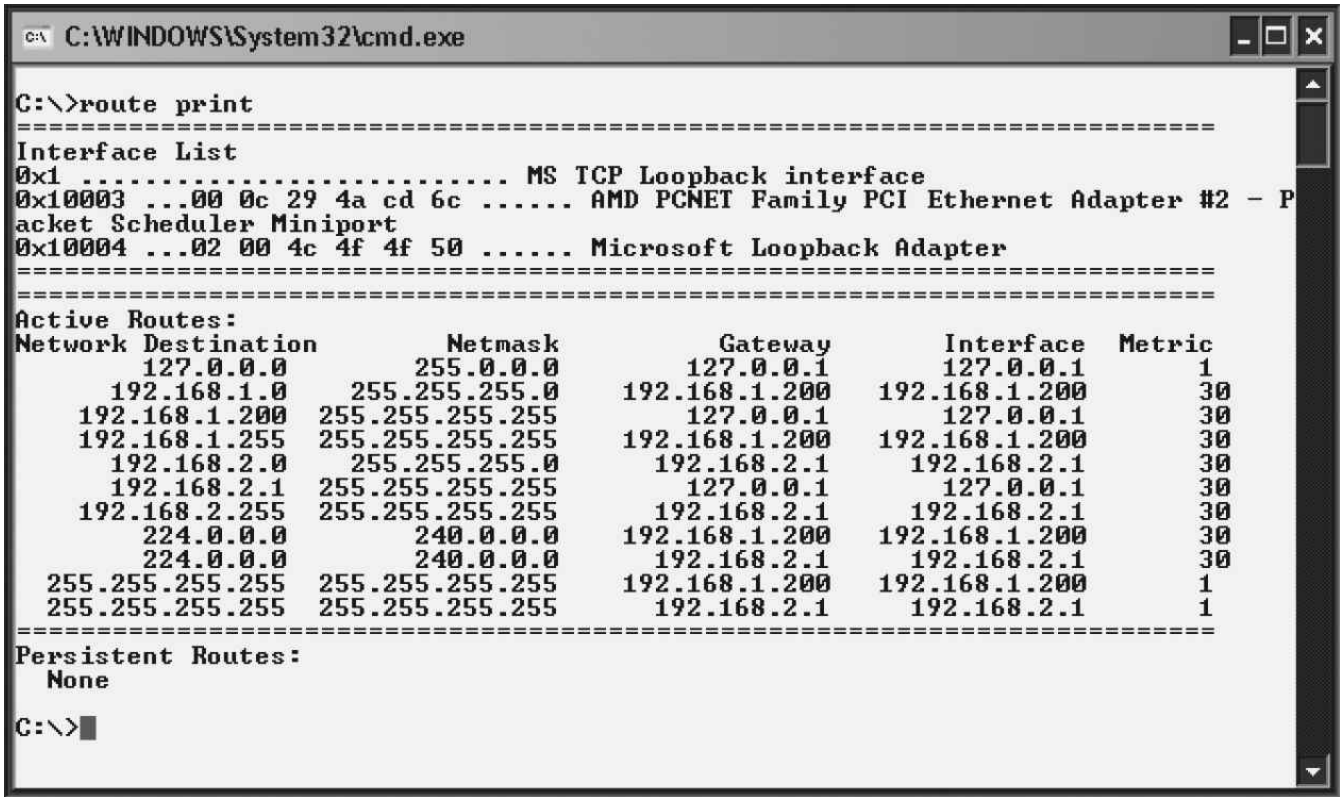 C:\WINDOWS\System32\cmd.exe
C:\>route print
===========================================================================
Interface List
0x1 ........................... MS TCP Loopback interface
0x10003 ...00 0c 29 4a cd 6c ...... AMD PCNET Family PCI Ethernet Adapter #2 - P
acket Scheduler Miniport
0x10004 ...02 00 4c 4f 4f 50 ...... Microsoft Loopback Adapter
===========================================================================
===========================================================================
Active Routes:
Network Destination        Netmask          Gateway       Interface  Metric
        127.0.0.0        255.0.0.0        127.0.0.1       127.0.0.1       1
      192.168.1.0    255.255.255.0    192.168.1.200   192.168.1.200       30
    192.168.1.200  255.255.255.255        127.0.0.1       127.0.0.1       30
    192.168.1.255  255.255.255.255    192.168.1.200   192.168.1.200       30
      192.168.2.0    255.255.255.0      192.168.2.1     192.168.2.1       30
      192.168.2.1  255.255.255.255        127.0.0.1       127.0.0.1       30
    192.168.2.255  255.255.255.255      192.168.2.1     192.168.2.1       30
        224.0.0.0        240.0.0.0    192.168.1.200   192.168.1.200       30
        224.0.0.0        240.0.0.0      192.168.2.1     192.168.2.1       30
  255.255.255.255  255.255.255.255    192.168.1.200   192.168.1.200       1
  255.255.255.255  255.255.255.255      192.168.2.1     192.168.2.1       1
===========================================================================
Persistent Routes:
  None
C:\>